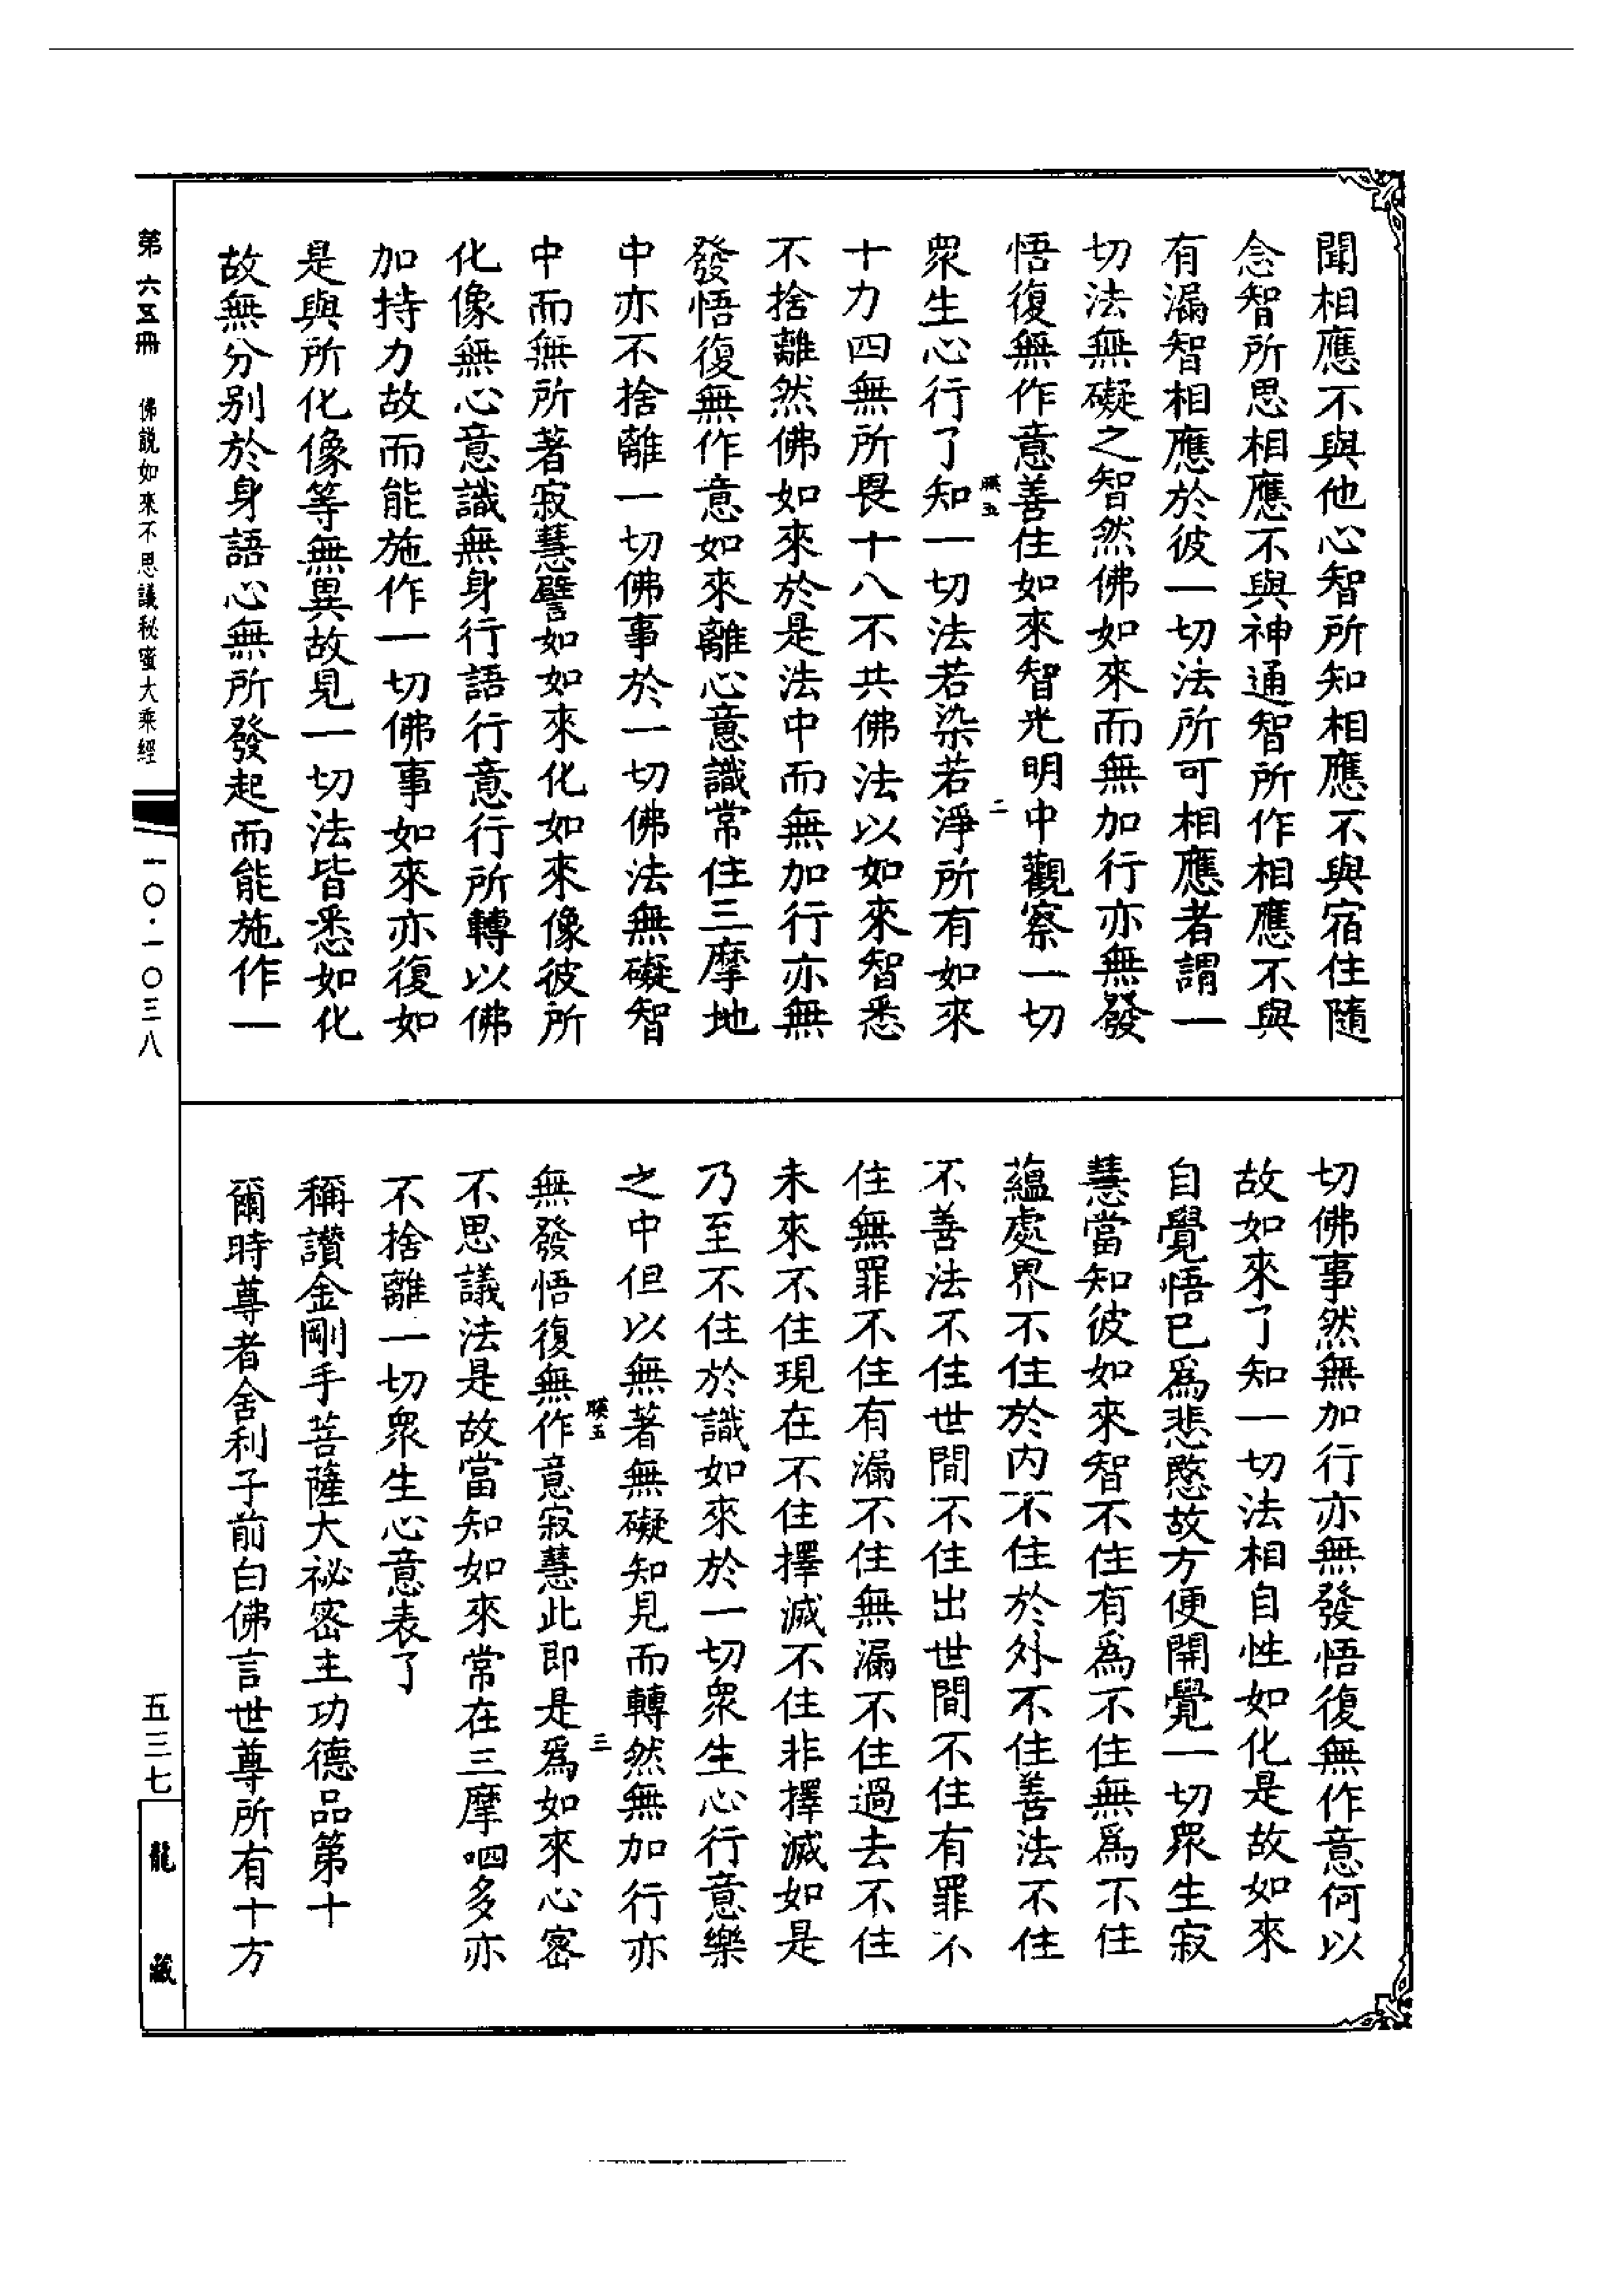 聞相應不與他心智所知相應不與宿住隨
念智所思相應不與神通智所作相應不與
有漏智相應於彼一切法所可相應者謂一
切法無礙之智然佛如來而無加行亦無發
悟復無作意善住如來智光明中觀察一切
暎五 二
眾生心行了知一切法若染若淨所有如來
十力四無所畏十八不共佛法以如來智悉
不捨離然佛如來於是法中而無加行亦無
發悟復無作意如來離心意識常住三摩地
中亦不捨離一切佛事於一切佛法無礙智
中而無所著寂慧譬如如來化如來像彼所
化像無心意識無身行語行意行所轉以佛
加持力故而能施作一切佛事如來亦復如
是與所化像等無異故見一切法皆悉如化
故無分別於身語心無所發起而能施作一
切佛事然無加行亦無發悟復無作意何以
故如來了知一切法相自性如化是故如來
自覺悟已為悲愍故方便開覺一切眾生寂
慧當知彼如來智不住有為不住無為不住
蘊處界不住於內不住於外不住善法不住
不善法不住世間不住出世間不住有罪不
住無罪不住有漏不住無漏不住過去不住
未來不住現在不住擇滅不住非擇滅如是
乃至不住於識如來於一切眾生心行意樂
之中但以無著無礙知見而轉然無加行亦
暎五 三
無發悟復無作意寂慧此即是為如來心密
不思議法是故當知如來常在三摩呬多亦
不捨離一切眾生心意表了
稱讚金剛手菩薩大祕密主功德品第十
爾時尊者舍利子前白佛言世尊所有十方
第六五冊 佛說如來不思議秘蜜大乘經
一〇·一〇三八
五三七
龍藏